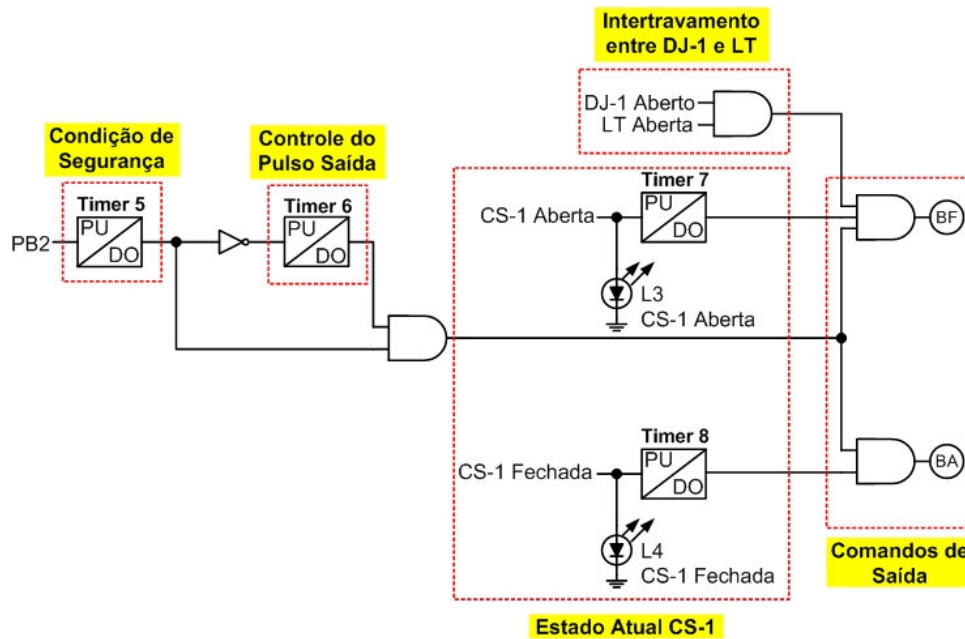 Intertravamento
entre DJ-1 e LT
DJ-1 Aberto
LT Aberta
Condição de
Segurança
Controle do
Pulso Saída
Timer 5
PU
DO
PB2
Timer 6
PU
DO
Timer 7
PU
DO
CS-1 Aberta
L3
CS-1 Aberta
BF
Timer 8
PU
DO
CS-1 Fechada
L4
CS-1 Fechada
BA
Comandos de
Saída
Estado Atual CS-1